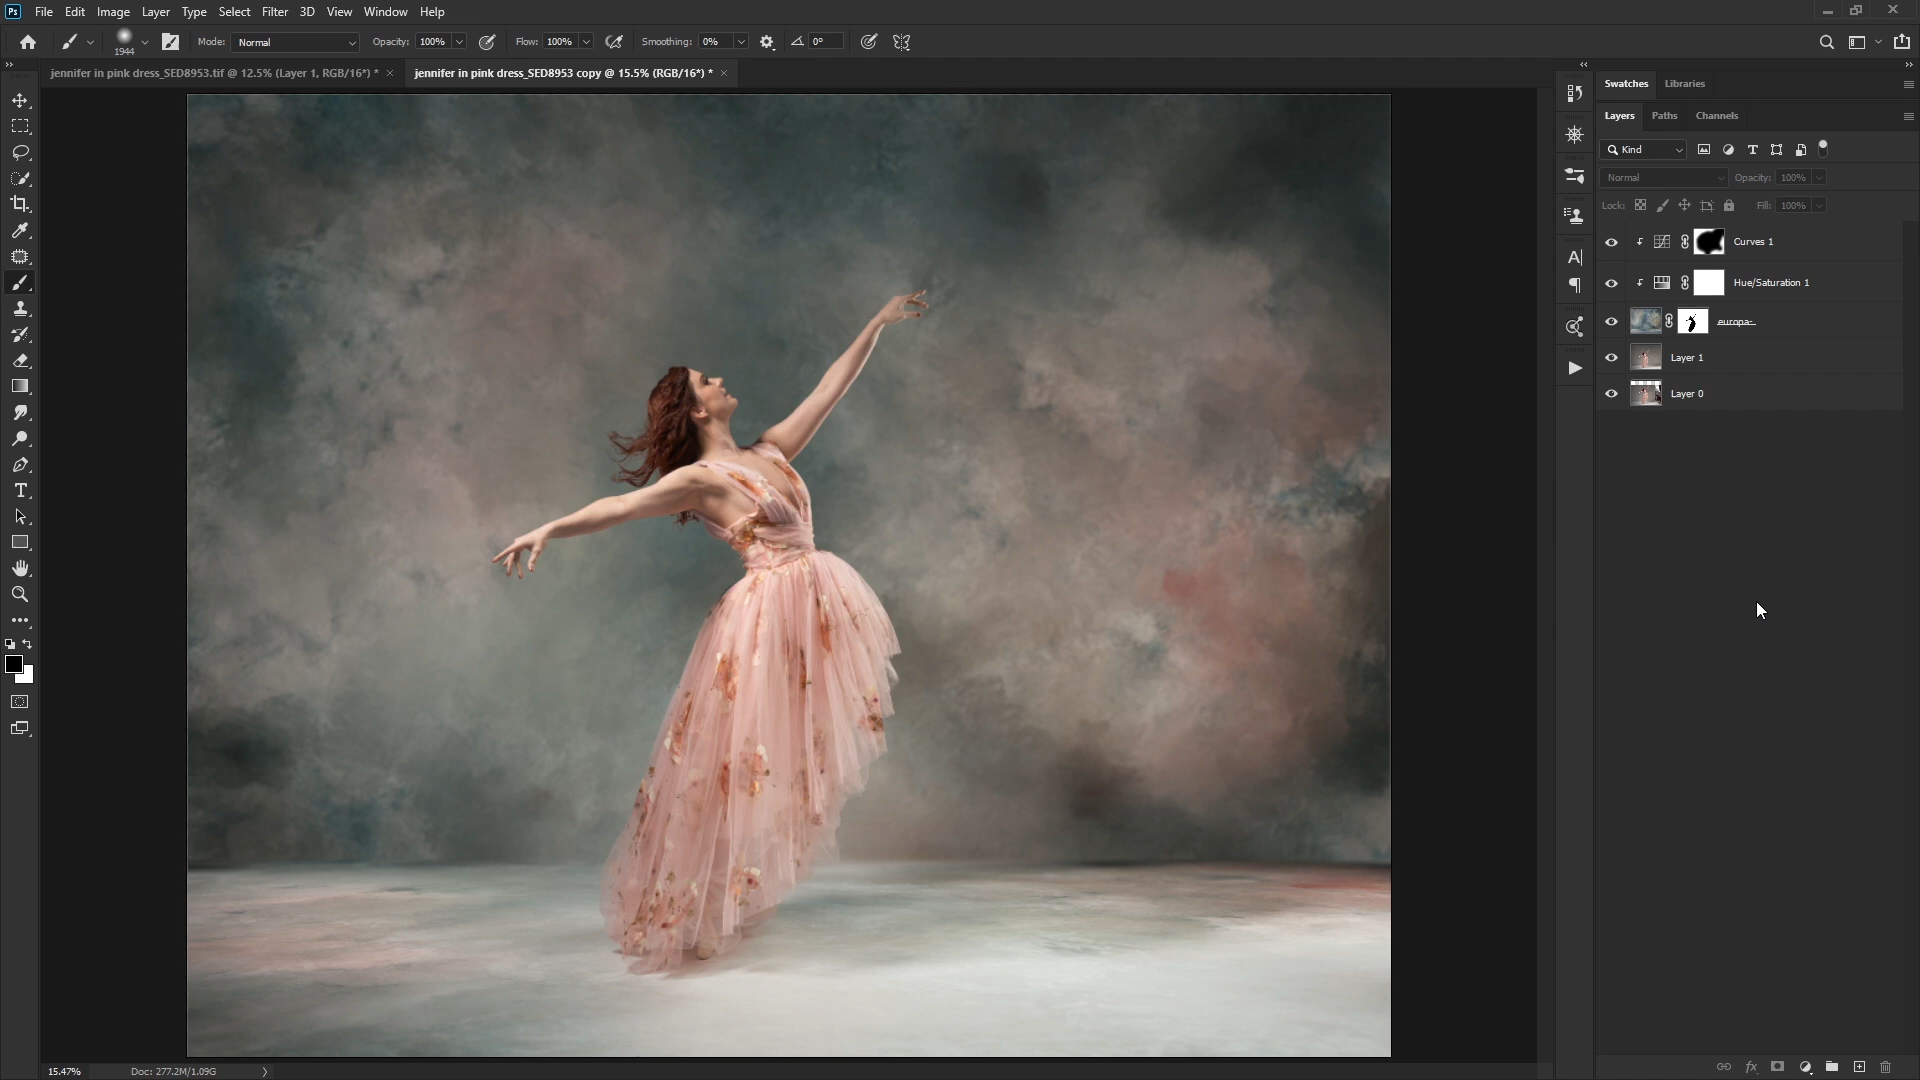 Ps File Edit Image Layer Type Select Filter 3D View Window Help
1944 Mode: Normal Opacity: 100% Flow: 100% Smoothing: 0% 0°
jennifer in pink dress_SED8953.tif @ 12.5% (Layer 1, RGB/16*) * × jennifer in pink dress_SED8953 copy @ 15.5% (RGB/16*) * ×
Swatches Libraries
Layers Paths Channels
Kind
Normal Opacity: 100%
Lock: Fill: 100%
Curves 1
Hue/Saturation 1
europa-
Layer 1
Layer 0
15.47% Doc: 277.2M/1.09G